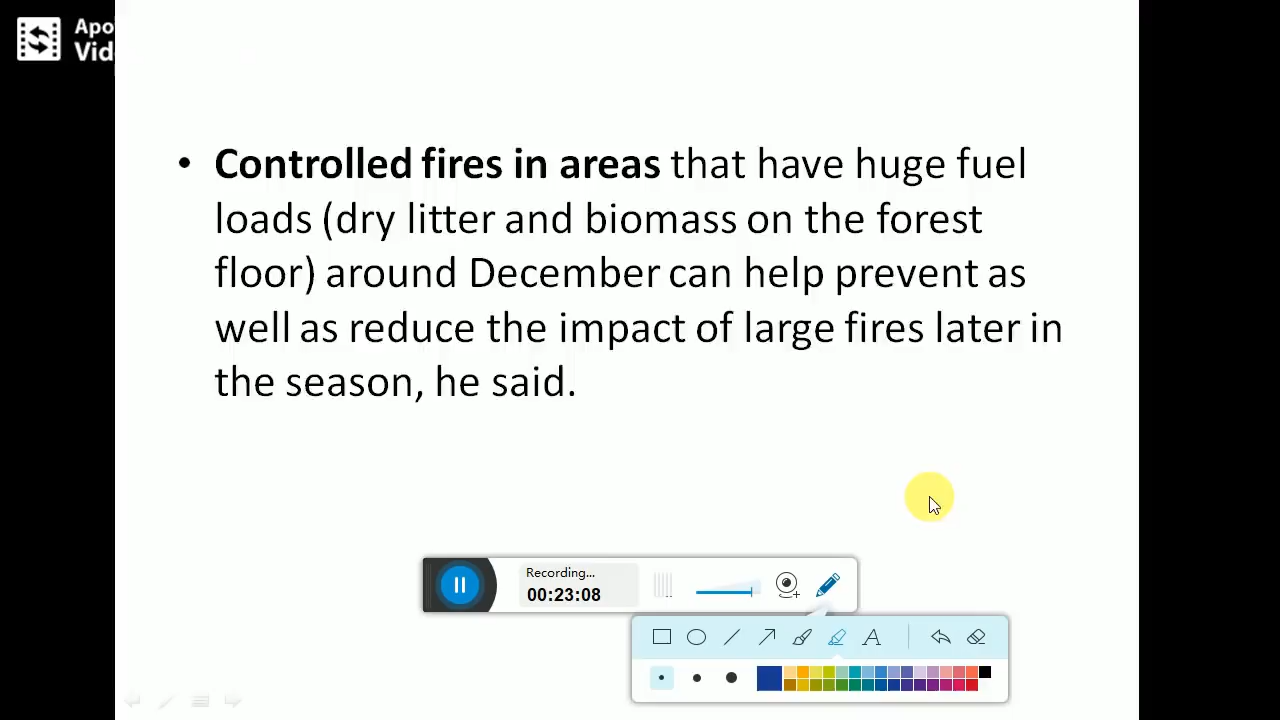 Apo
Vid
• Controlled fires in areas that have huge fuel
loads (dry litter and biomass on the forest
floor) around December can help prevent as
well as reduce the impact of large fires later in
the season, he said.
Recording...
00:23:08
A